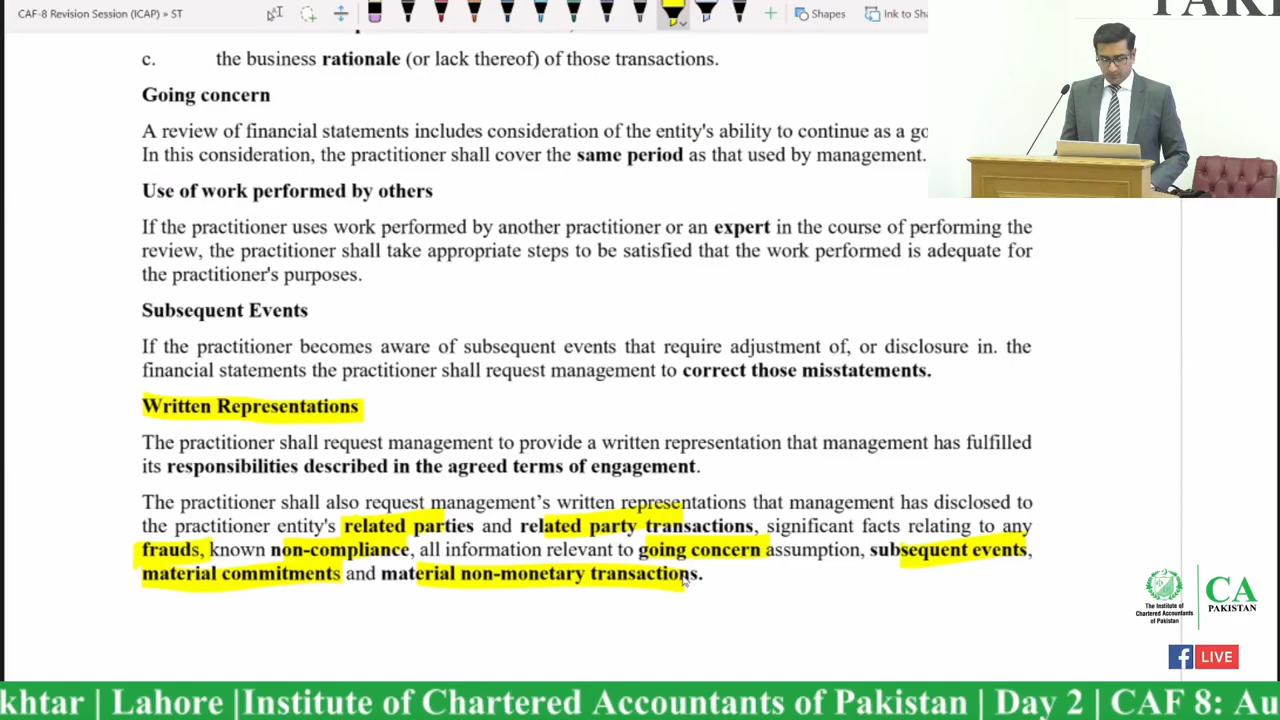 CAF-8 Revision Session (ICAP) » ST
Shapes
Ink to Sha
c. the business rationale (or lack thereof) of those transactions.
Going concern
A review of financial statements includes consideration of the entity's ability to continue as a go
In this consideration, the practitioner shall cover the same period as that used by management.
Use of work performed by others
If the practitioner uses work performed by another practitioner or an expert in the course of performing the
review, the practitioner shall take appropriate steps to be satisfied that the work performed is adequate for
the practitioner's purposes.
Subsequent Events
If the practitioner becomes aware of subsequent events that require adjustment of, or disclosure in. the
financial statements the practitioner shall request management to correct those misstatements.
Written Representations
The practitioner shall request management to provide a written representation that management has fulfilled
its responsibilities described in the agreed terms of engagement.
The practitioner shall also request management's written representations that management has disclosed to
the practitioner entity's related parties and related party transactions, significant facts relating to any
frauds, known non-compliance, all information relevant to going concern assumption, subsequent events,
material commitments and material non-monetary transactions.
The Institute of
Chartered Accountants
of Pakistan
CA
PAKISTAN
LIVE
khtar | Lahore |Institute of Chartered Accountants of Pakistan | Day 2 | CAF 8: Au